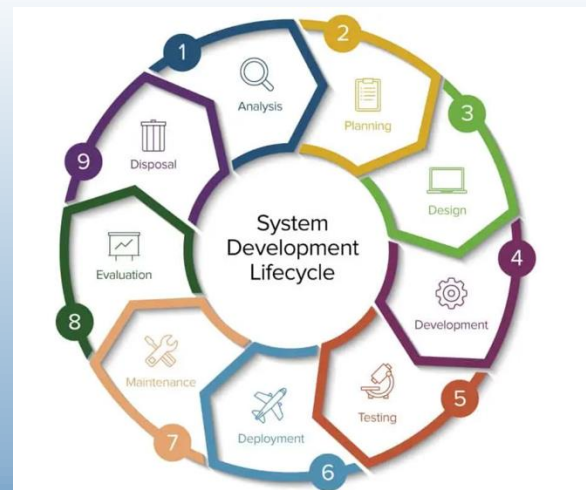 System
Development
Lifecycle
1
Analysis
2
Planning
3
Design
4
Development
5
Testing
6
Deployment
7
Maintenance
8
Evaluation
9
Disposal